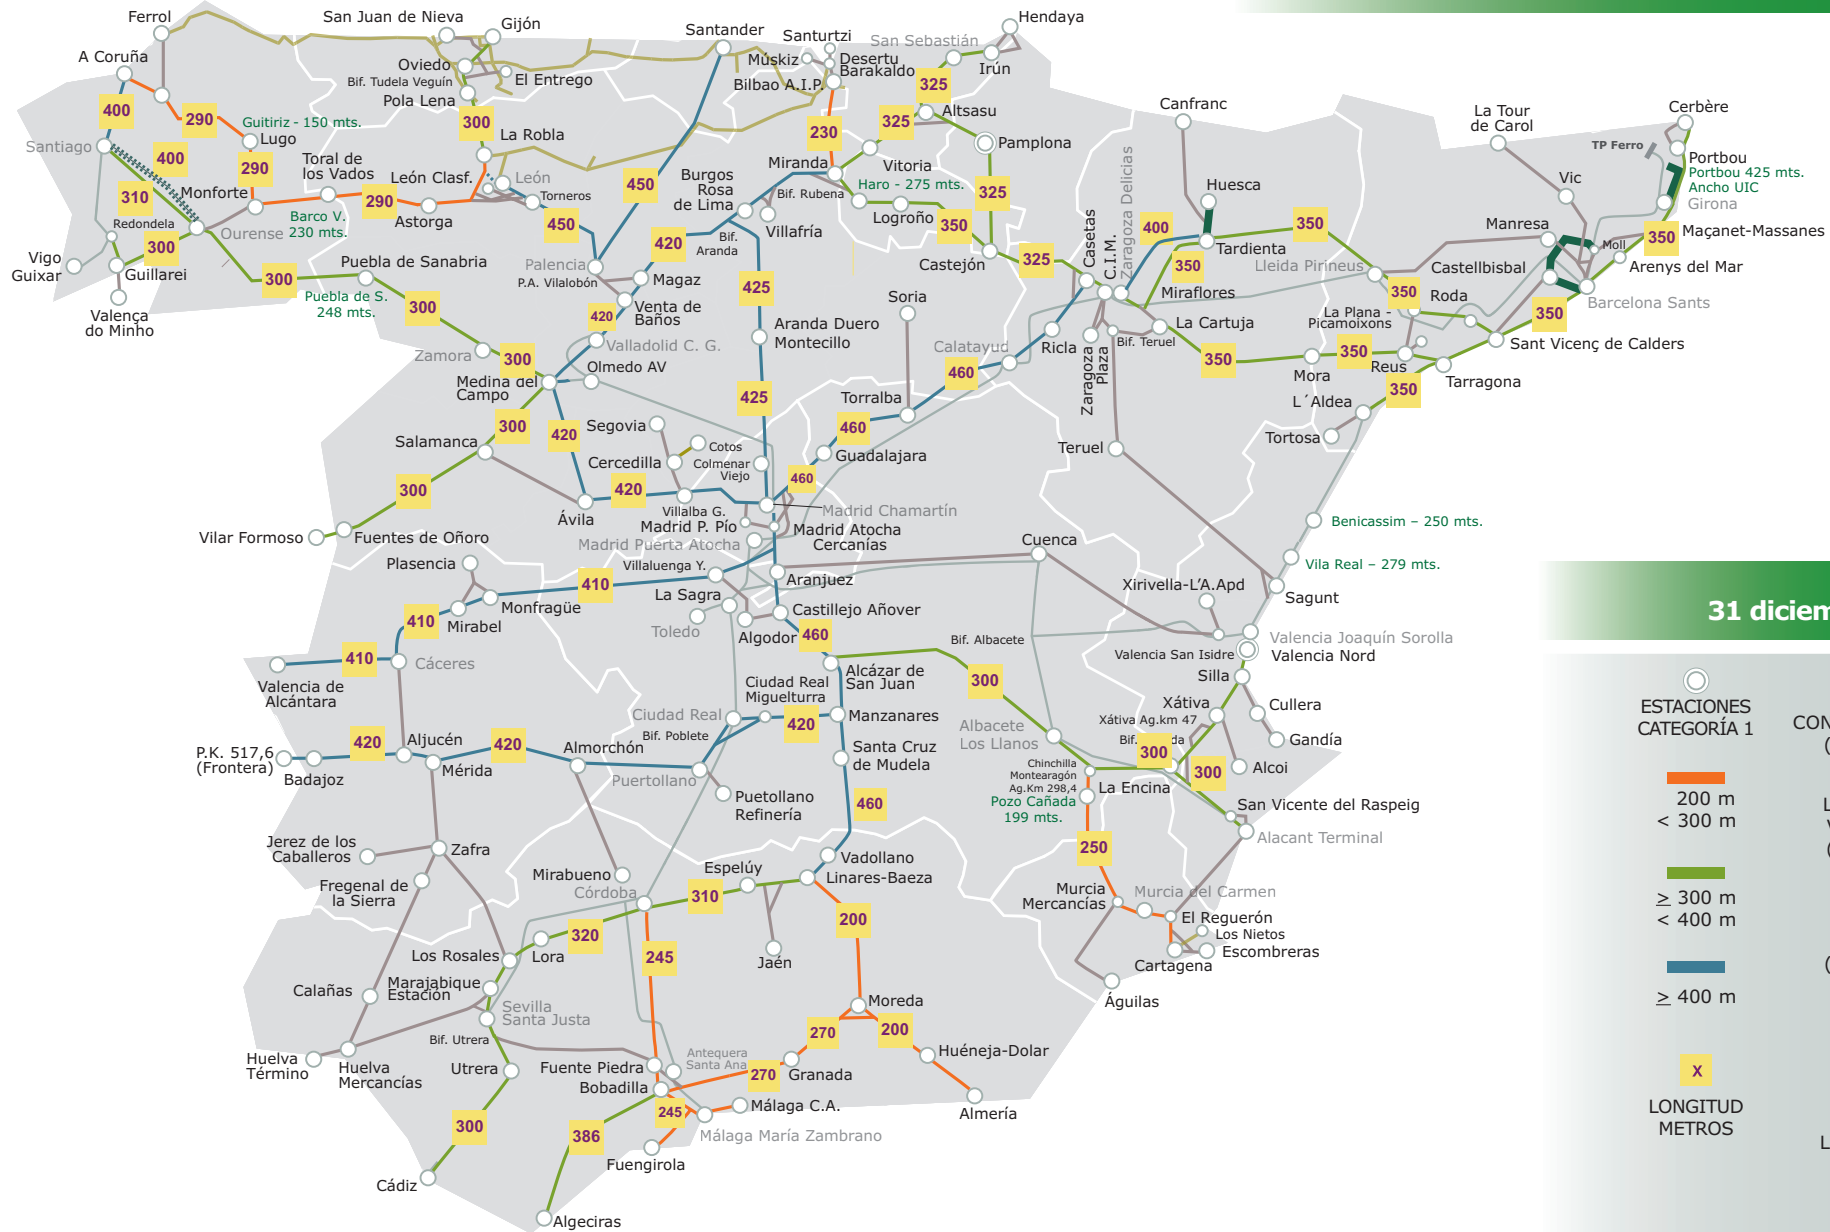 Ferrol
San Juan de Nieva
Gijón
Santander
Santurtzi
San Sebastián
Hendaya
A Coruña
Oviedo
Bif. Tudela Veguín
El Entrego
Pola Lena
Múskiz
Desertu
Barakaldo
Bilbao A.I.P.
Irún
400
290
Guitiriz - 150 mts.
Lugo
300
La Robla
230
325
325
Altsasu
Pamplona
Canfranc
La Tour
de Carol
Cerbère
Santiago
400
290
Toral de
los Vados
León Clasf.
León
Torneros
Miranda
Vitoria
TP Ferro
Portbou
Portbou 425 mts.
Ancho UIC
Girona
310
Monforte
290
Astorga
450
Burgos
Rosa
de Lima
Bif. Rubena
Haro - 275 mts.
Logroño
325
Zaragoza Delicias
Huesca
Vic
Redondela
Ourense
Barco V.
230 mts.
450
Villafría
350
400
350
Manresa
Moll
350
Maçanet-Massanes
Vigo
Guixar
300
Guillarei
Puebla de Sanabria
300
Puebla de S.
248 mts.
Palencia
P.A. Vilalobón
420
Bif.
Aranda
Castejón
325
Casetas
C.I.M.
Tardienta
350
Lleida Pirineus
Castellbisbal
Arenys del Mar
Valença
do Minho
300
Magaz
Venta de
Baños
425
Soria
Miraflores
350
Roda
Barcelona Sants
420
Valladolid C. G.
Aranda Duero
Montecillo
Calatayud
Ricla
Zaragoza
Plaza
Bif. Teruel
La Cartuja
La Plana -
Picamoixons
350
Zamora
300
Olmedo AV
Medina del
Campo
425
460
350
Mora
350
Reus
350
Sant Vicenç de Calders
Tarragona
Salamanca
300
420
Segovia
Cotos
Cercedilla
Colmenar
Viejo
Torralba
460
Guadalajara
L´Aldea
Tortosa
Teruel
300
Ávila
420
Villalba G.
Madrid P. Pío
460
Madrid Chamartín
Vilar Formoso
Fuentes de Oñoro
Madrid Puerta Atocha
Madrid Atocha
Cercanías
Cuenca
Benicassim – 250 mts.
Vila Real – 279 mts.
Plasencia
Monfragüe
410
Villaluenga Y.
Aranjuez
Xirivella-L’A.Apd
Sagunt
410
Mirabel
La Sagra
Toledo
Algodor
Castillejo Añover
460
Bif. Albacete
Valencia Joaquín Sorolla
Valencia San Isidre
Valencia Nord
410
Cáceres
Valencia de
Alcántara
Alcázar de
San Juan
300
Silla
Ciudad Real
Miguelturra
Ciudad Real
420
Manzanares
Albacete
Los Llanos
Xátiva
Xátiva Ag.km 47
Cullera
Gandía
P.K. 517,6
(Frontera)
Badajoz
420
Aljucén
Mérida
420
Almorchón
Bif. Poblete
Puertollano
Santa Cruz
de Mudela
Chinchilla
Montearagón
Ag.Km 298,4
300
300
Alcoi
Puetollano
Refinería
460
Pozo Cañada
199 mts.
La Encina
San Vicente del Raspeig
Alacant Terminal
Jerez de los
Caballeros
Zafra
Fregenal de
la Sierra
Mirabueno
Córdoba
Espelúy
310
Vadollano
Linares-Baeza
250
Murcia
Mercancías
Murcia del Carmen
El Reguerón
Los Nietos
Escombreras
Los Rosales
Lora
320
245
Jaén
200
Cartagena
Calañas
Marajabique
Estación
Sevilla
Santa Justa
Moreda
Águilas
Huelva
Término
Huelva
Mercancías
Bif. Utrera
Utrera
Fuente Piedra
Bobadilla
Antequera
Santa Ana
270
270
Granada
200
Huéneja-Dolar
Almería
300
386
245
Málaga C.A.
Málaga María Zambrano
Fuengirola
Cádiz
Algeciras
31 diciem
ESTACIONES
CATEGORÍA 1
CON
(
200 m
< 300 m
L
V
(
≥ 300 m
< 400 m
(
≥ 400 m
X
LONGITUD
METROS
L